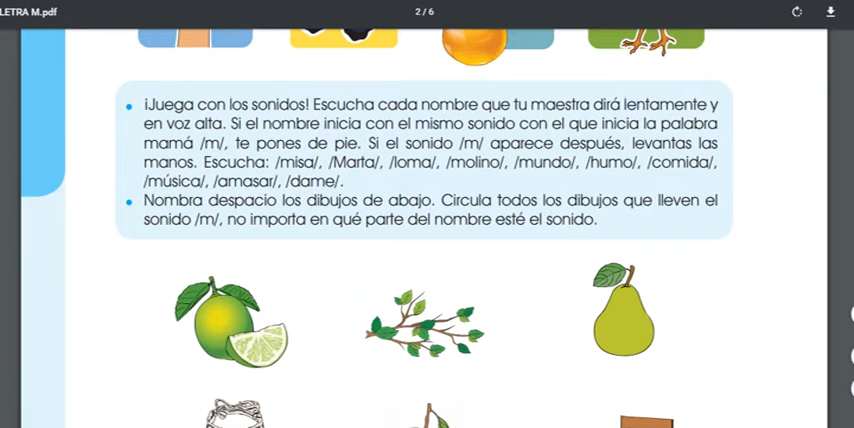 LETRA M.pdf
2 / 6
• ¡Juega con los sonidos! Escucha cada nombre que tu maestra dirá lentamente y
en voz alta. Si el nombre inicia con el mismo sonido con el que inicia la palabra
mamá /m/, te pones de pie. Si el sonido /m/ aparece después, levantas las
manos. Escucha: /misa/, /Marta/, /loma/, /molino/, /mundo/, /humo/, /comida/,
/música/, /amasar/, /dame/.
• Nombra despacio los dibujos de abajo. Circula todos los dibujos que lleven el
sonido /m/, no importa en qué parte del nombre esté el sonido.